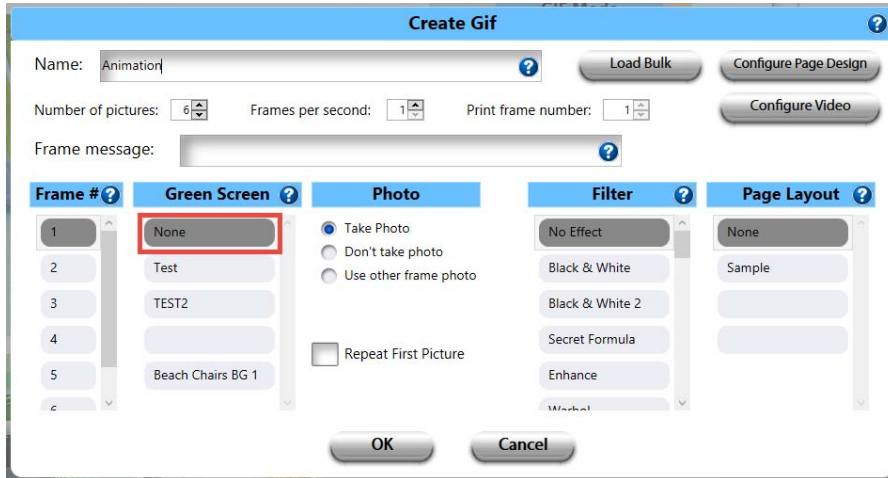 Create Gif
Name: Animation
Load Bulk
Configure Page Design
Number of pictures: 6
Frames per second: 1
Print frame number: 1
Configure Video
Frame message:
Frame #
Green Screen
Photo
Filter
Page Layout
1
None
Take Photo
No Effect
None
Don't take photo
2
Test
Use other frame photo
Black & White
Sample
3
TEST2
Black & White 2
4
Repeat First Picture
Secret Formula
5
Beach Chairs BG 1
Enhance
6
Warhol
OK
Cancel